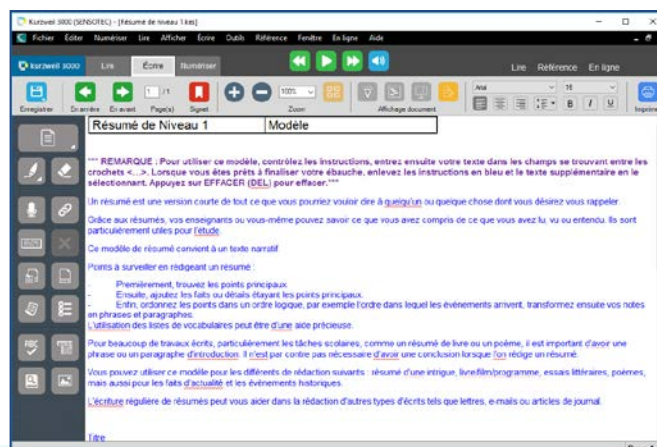 Kurzweil 3000 (SENSOTEC) - [Résumé de niveau 1.kes]
Fichier Éditer Numériser Lire Afficher Écrire Outils Référence Fenêtre En ligne Aide
kurzweil 3000 Lire Écrire Numériser Lire Référence En ligne
1 /1 100% Arial 16
Enregistrer En arrière En avant Page(s) Signet Zoom Affichage document B I U Imprimer
Résumé de Niveau 1 Modèle
*** REMARQUE : Pour utiliser ce modèle, contrôlez les instructions, entrez ensuite votre texte dans les champs se trouvant entre les
crochets <...>. Lorsque vous êtes prêts à finaliser votre ébauche, enlevez les instructions en bleu et le texte supplémentaire en le
sélectionnant. Appuyez sur EFFACER (DEL) pour effacer.***
Un résumé est une version courte de tout ce que vous pourriez vouloir dire à quelqu'un ou quelque chose dont vous désirez vous rappeler.
Grâce aux résumés, vos enseignants ou vous-même pouvez savoir ce que vous avez compris de ce que vous avez lu, vu ou entendu. Ils sont
particulièrement utiles pour l'étude.
Ce modèle de résumé convient à un texte narratif
Points à surveiller en rédigeant un résumé :
- Premièrement, trouvez les points principaux.
- Ensuite, ajoutez les faits ou détails étayant les points principaux.
- Enfin, ordonnez les points dans un ordre logique, par exemple l'ordre dans lequel les évènements arrivent, transformez ensuite vos notes
en phrases et paragraphes.
L'utilisation des listes de vocabulaires peut être d'une aide précieuse.
Pour beaucoup de travaux écrits, particulièrement les tâches scolaires, comme un résumé de livre ou un poème, il est important d'avoir une
phrase ou un paragraphe d'introduction. Il n'est par contre pas nécessaire d'avoir une conclusion lorsque l'on rédige un résumé.
Vous pouvez utiliser ce modèle pour les différents de rédaction suivants : résumé d'une intrigue, livre/film/programme, essais littéraires, poèmes,
mais aussi pour les faits d'actualité et les évènements historiques.
L'écriture régulière de résumés peut vous aider dans la rédaction d'autres types d'écrits tels que lettres, e-mails ou articles de journal.
Titre